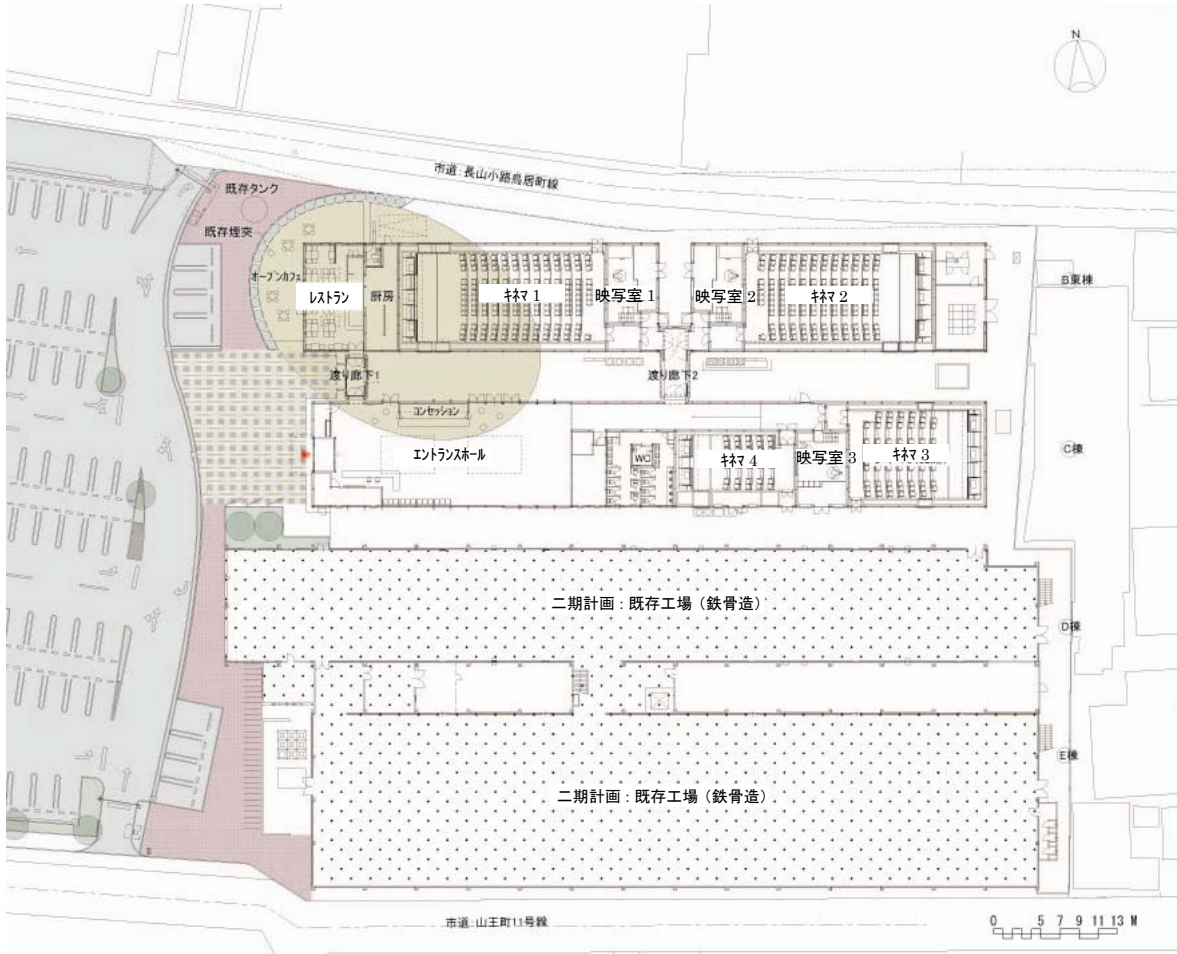 N
市道:長山小路鳥居町線
既存タンク
既存煙突
オープンカフェ
レストラン
厨房
キネマ 1
映写室 1
映写室 2
キネマ 2
B東棟
渡り廊下1
渡り廊下2
コンセッション
エントランスホール
WC
キネマ 4
映写室 3
キネマ 3
C棟
二期計画:既存工場(鉄骨造)
D棟
E棟
二期計画:既存工場(鉄骨造)
市道:山王町11号線
0 5 7 9 11 13 M